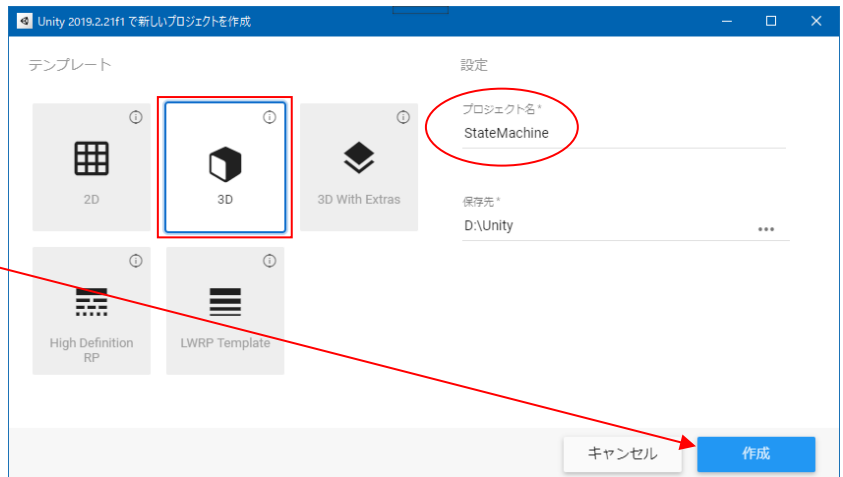 Unity 2019.2.21f1 で新しいプロジェクトを作成
テンプレート
設定
2D
3D
3D With Extras
プロジェクト名*
StateMachine
保存先*
D:\Unity
High Definition
RP
LWRP Template
キャンセル
作成